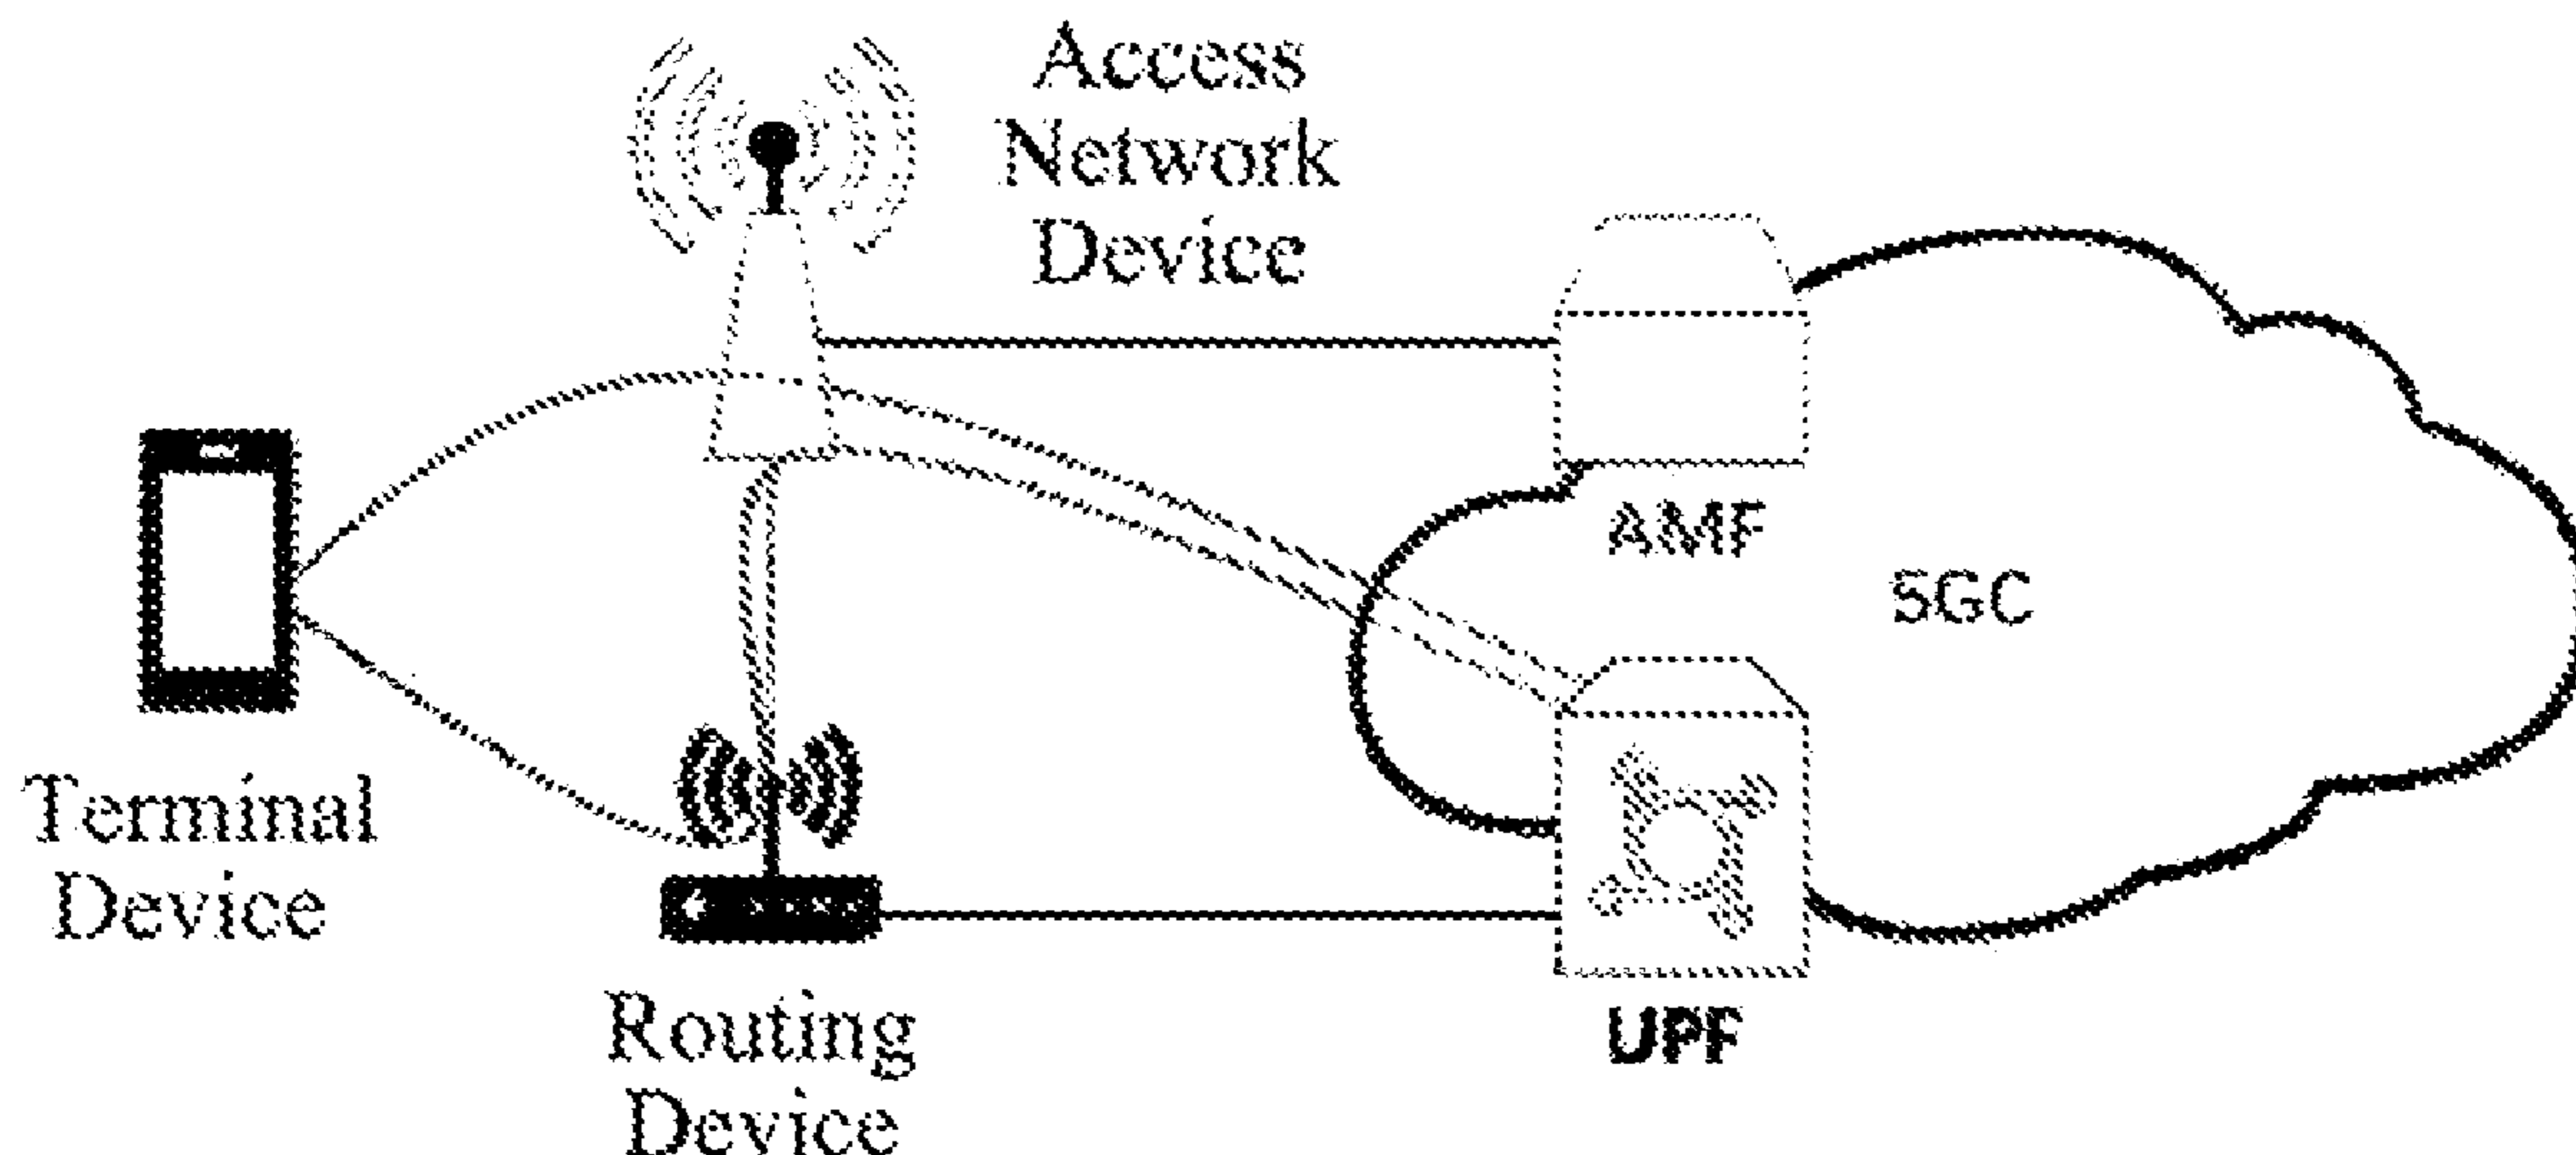 Access
Network
Device
AMF
5GC
Terminal
Device
UPF
Routing
Device